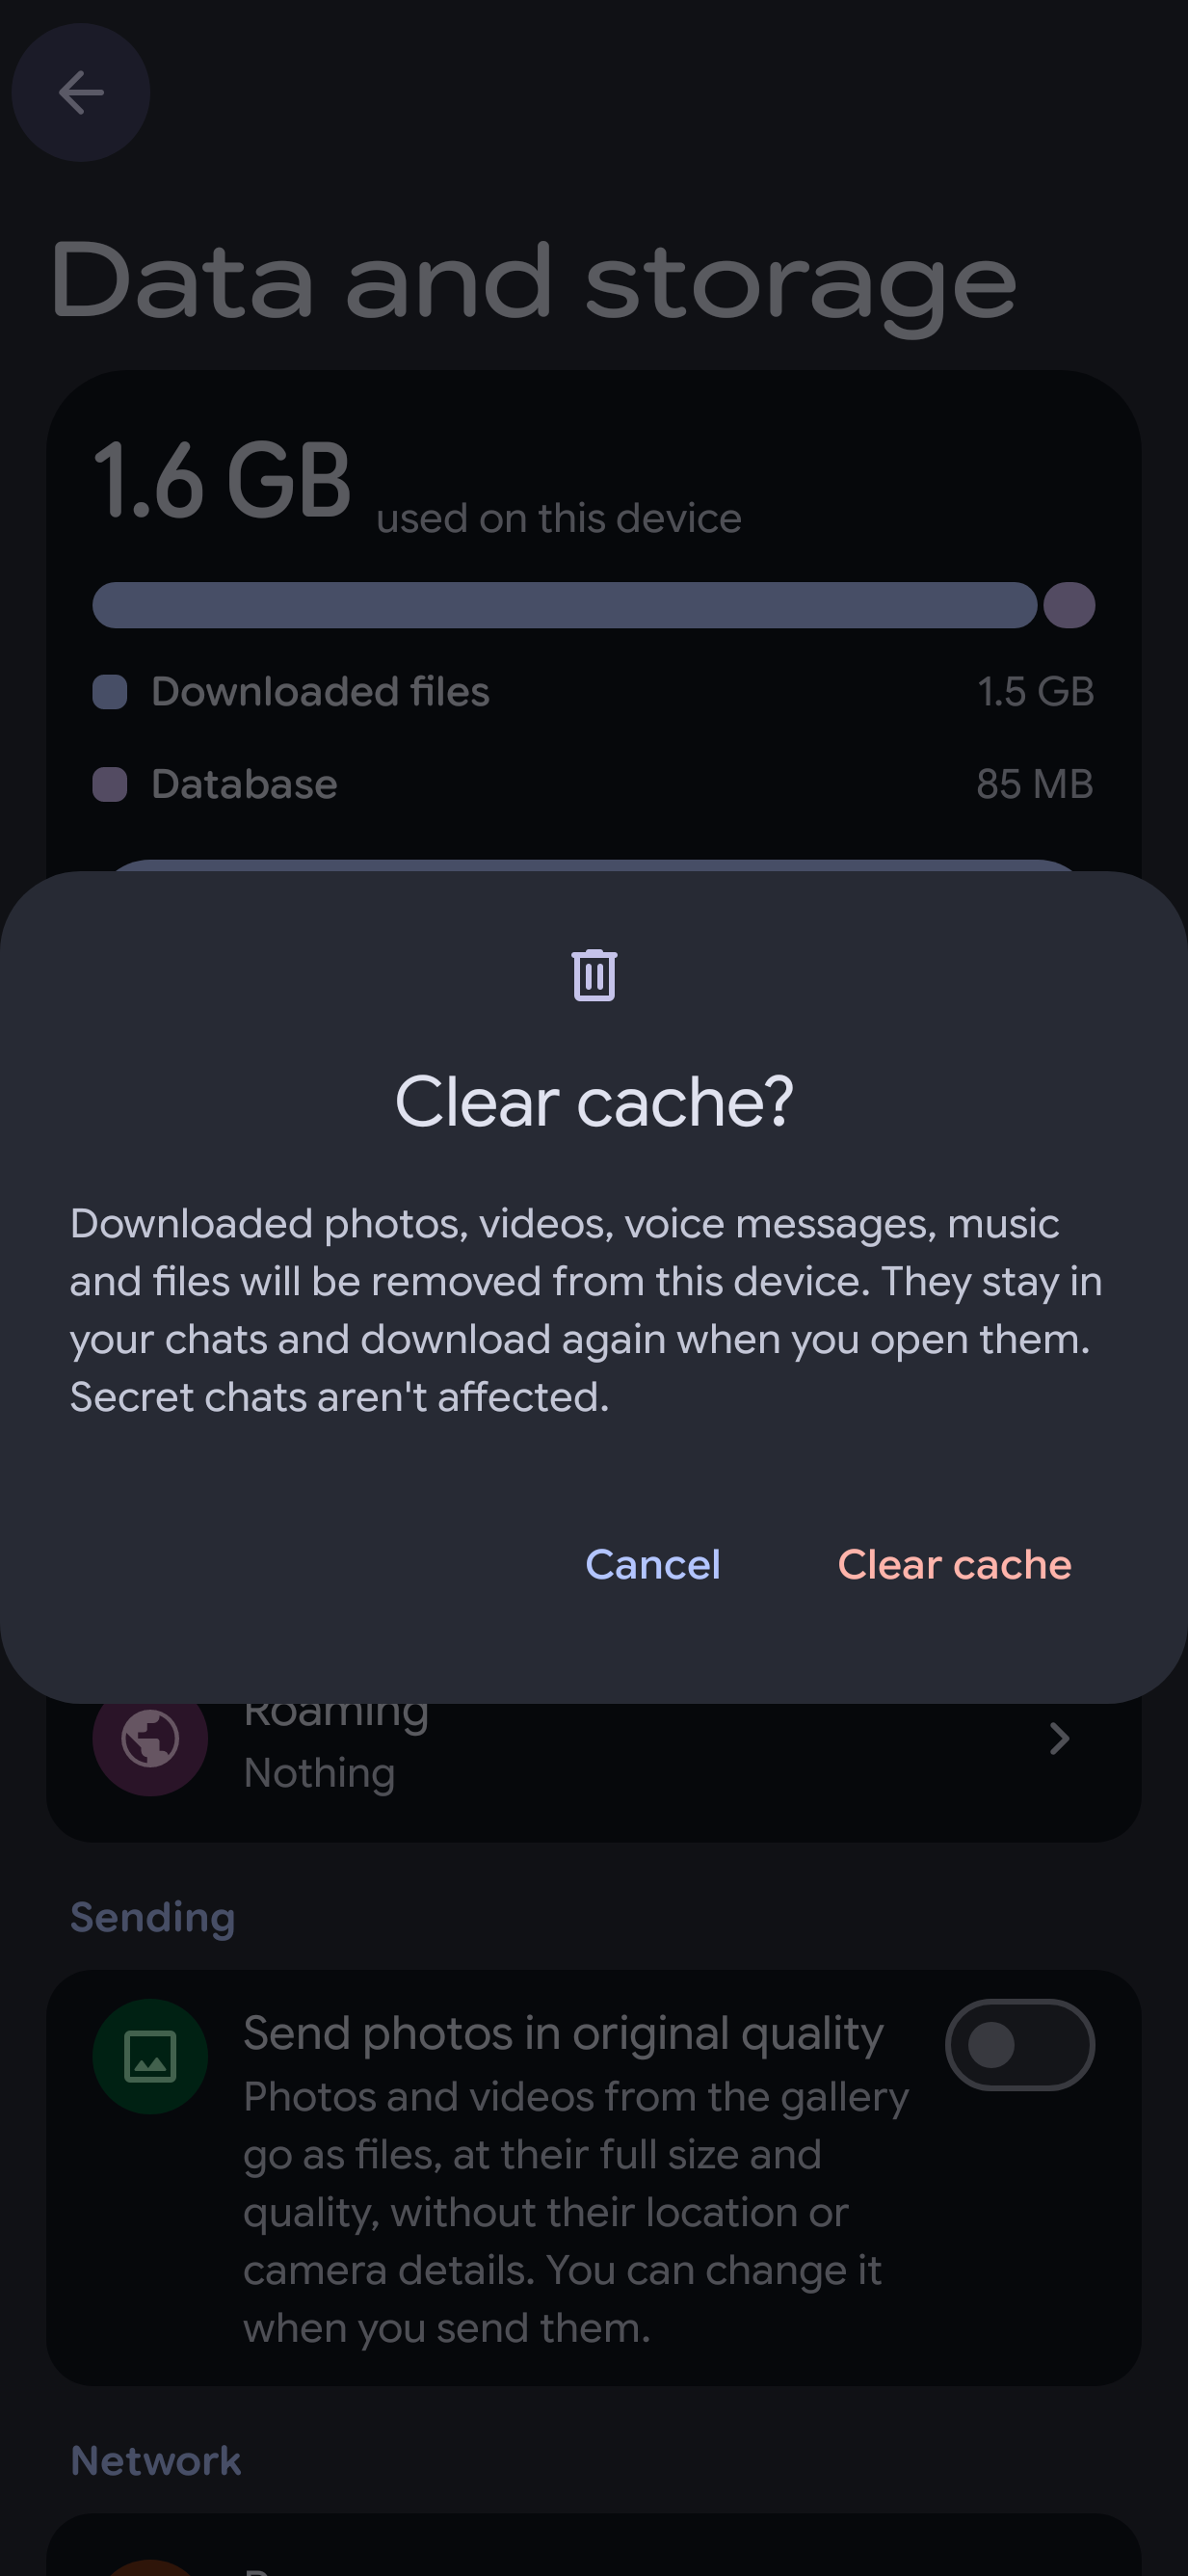 Data and storage
1.6 GB used on this device
Downloaded files 1.5 GB
Database 85 MB
Clear cache?
Downloaded photos, videos, voice messages, music
and files will be removed from this device. They stay in
your chats and download again when you open them.
Secret chats aren't affected.
Cancel Clear cache
Roaming
Nothing
Sending
Send photos in original quality
Photos and videos from the gallery
go as files, at their full size and
quality, without their location or
camera details. You can change it
when you send them.
Network